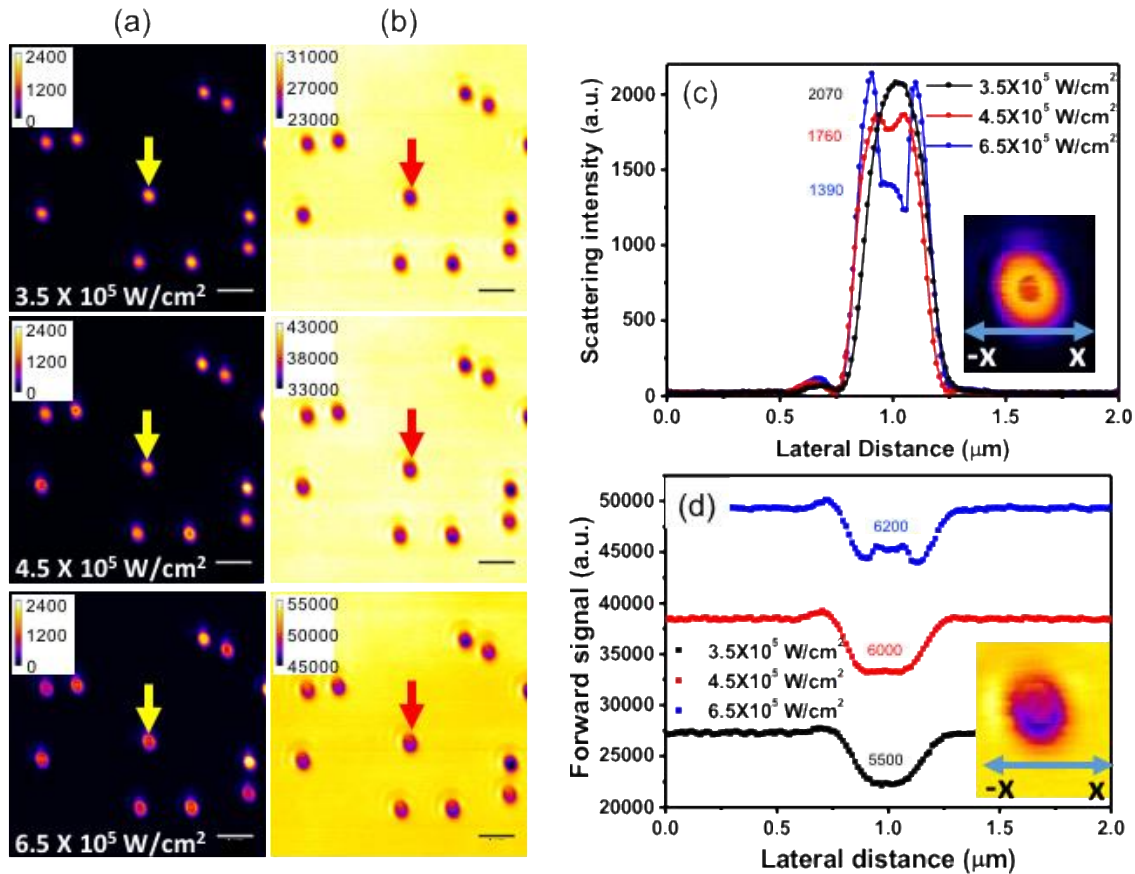 (a)
(b)
2400
1200
0
3.5 X 10⁵ W/cm²
31000
27000
23000
2400
1200
0
4.5 X 10⁵ W/cm²
43000
38000
33000
2400
1200
0
6.5 X 10⁵ W/cm²
55000
50000
45000
(c)
Scattering intensity (a.u.)
2000
1500
1000
500
0
2070
1760
1390
3.5X10⁵ W/cm²
4.5X10⁵ W/cm²
6.5X10⁵ W/cm²
-X X
0.0 0.5 1.0 1.5 2.0
Lateral Distance (μm)
(d)
Forward signal (a.u.)
50000
45000
40000
35000
30000
25000
20000
6200
6000
5500
3.5X10⁵ W/cm²
4.5X10⁵ W/cm²
6.5X10⁵ W/cm²
-X X
0.0 0.5 1.0 1.5 2.0
Lateral distance (μm)